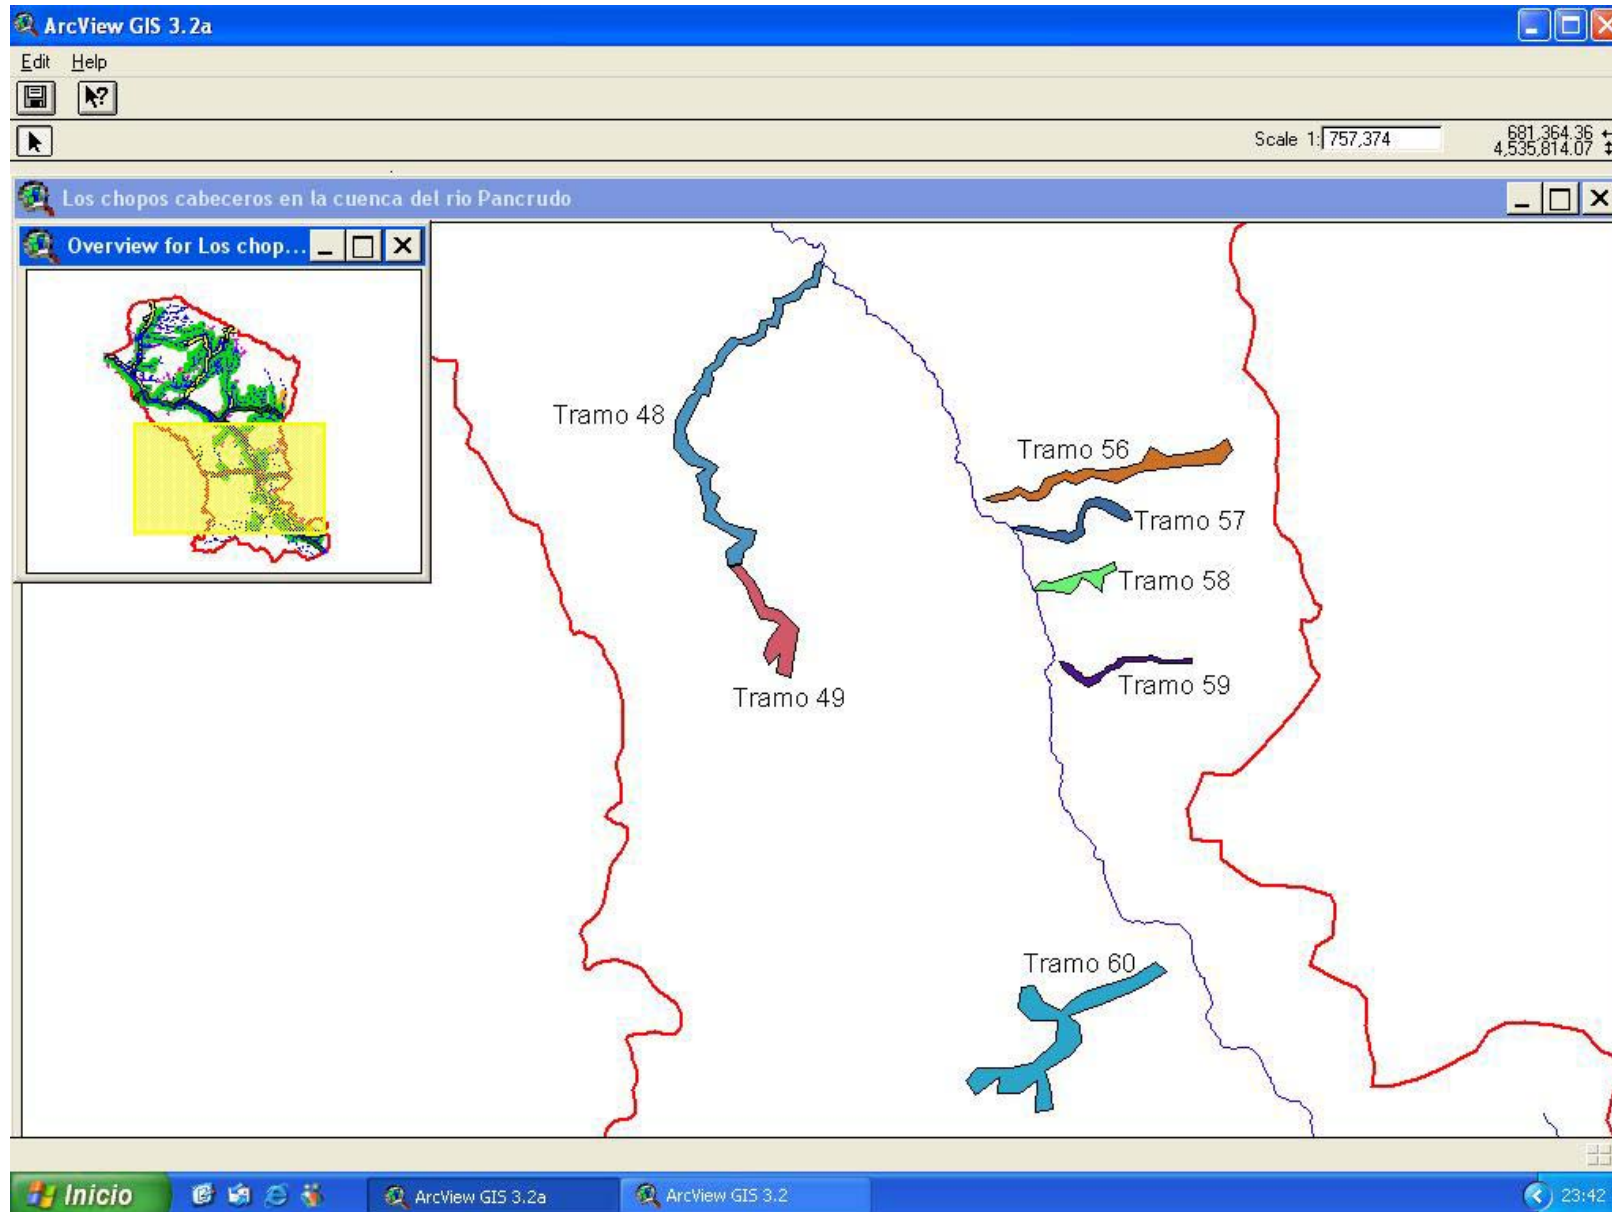 ArcView GIS 3.2a
Edit Help
Scale 1: 757,374
681,364.36
4,535,814.07
Los chopos cabeceros en la cuenca del rio Pancrudo
Overview for Los chop...
Tramo 48
Tramo 56
Tramo 57
Tramo 58
Tramo 59
Tramo 49
Tramo 60
Inicio
ArcView GIS 3.2a
ArcView GIS 3.2
23:42